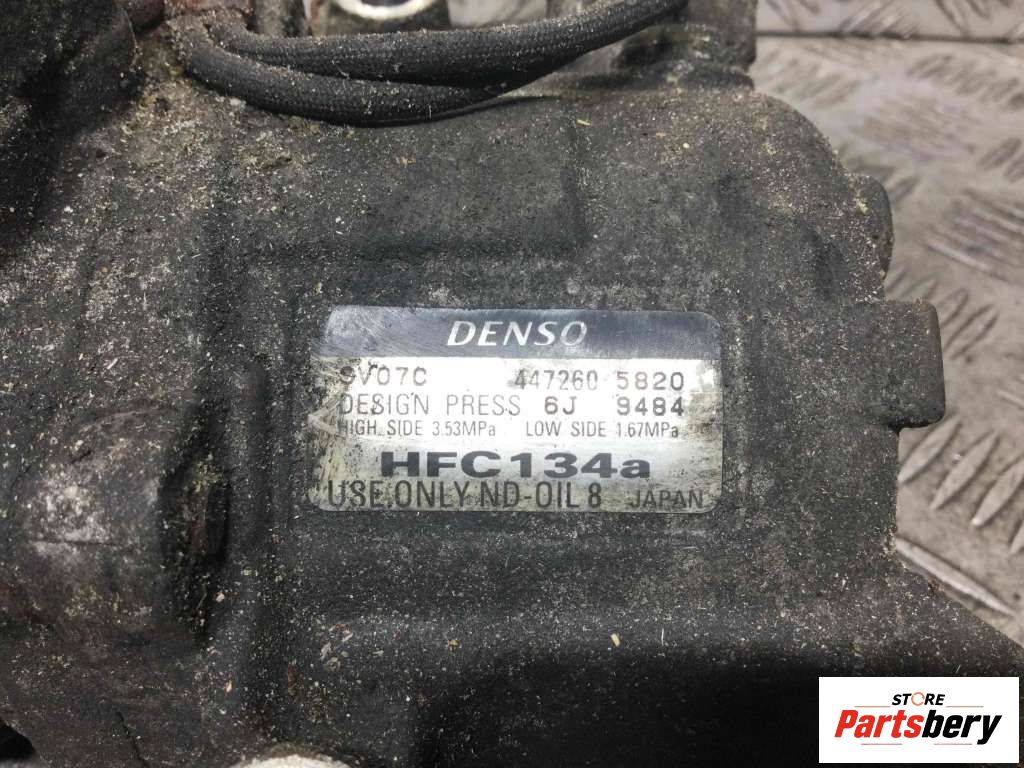 DENSO
SV07C 447260 5820
DESIGN PRESS 6J 9484
HIGH SIDE 3.53MPa LOW SIDE 1.67MPa
HFC134a
USE ONLY ND-OIL 8 JAPAN
STORE
Partsbery